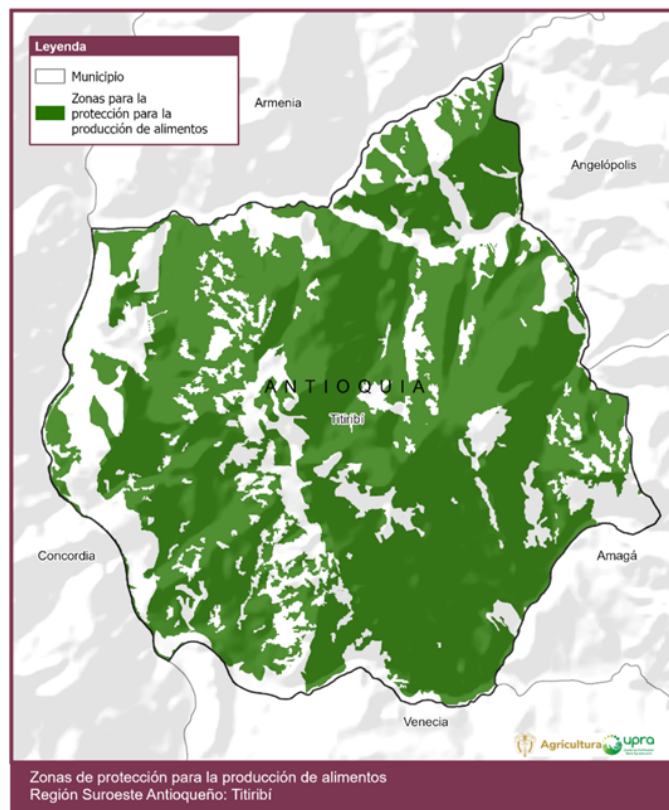 Leyenda
Municipio
Zonas para la
protección para la
producción de alimentos
Armenia
Angelópolis
ANTIOQUIA
Titiribí
Concordia
Amagá
Venecia
Agricultura upra
Zonas de protección para la producción de alimentos
Región Suroeste Antioqueño: Titiribí